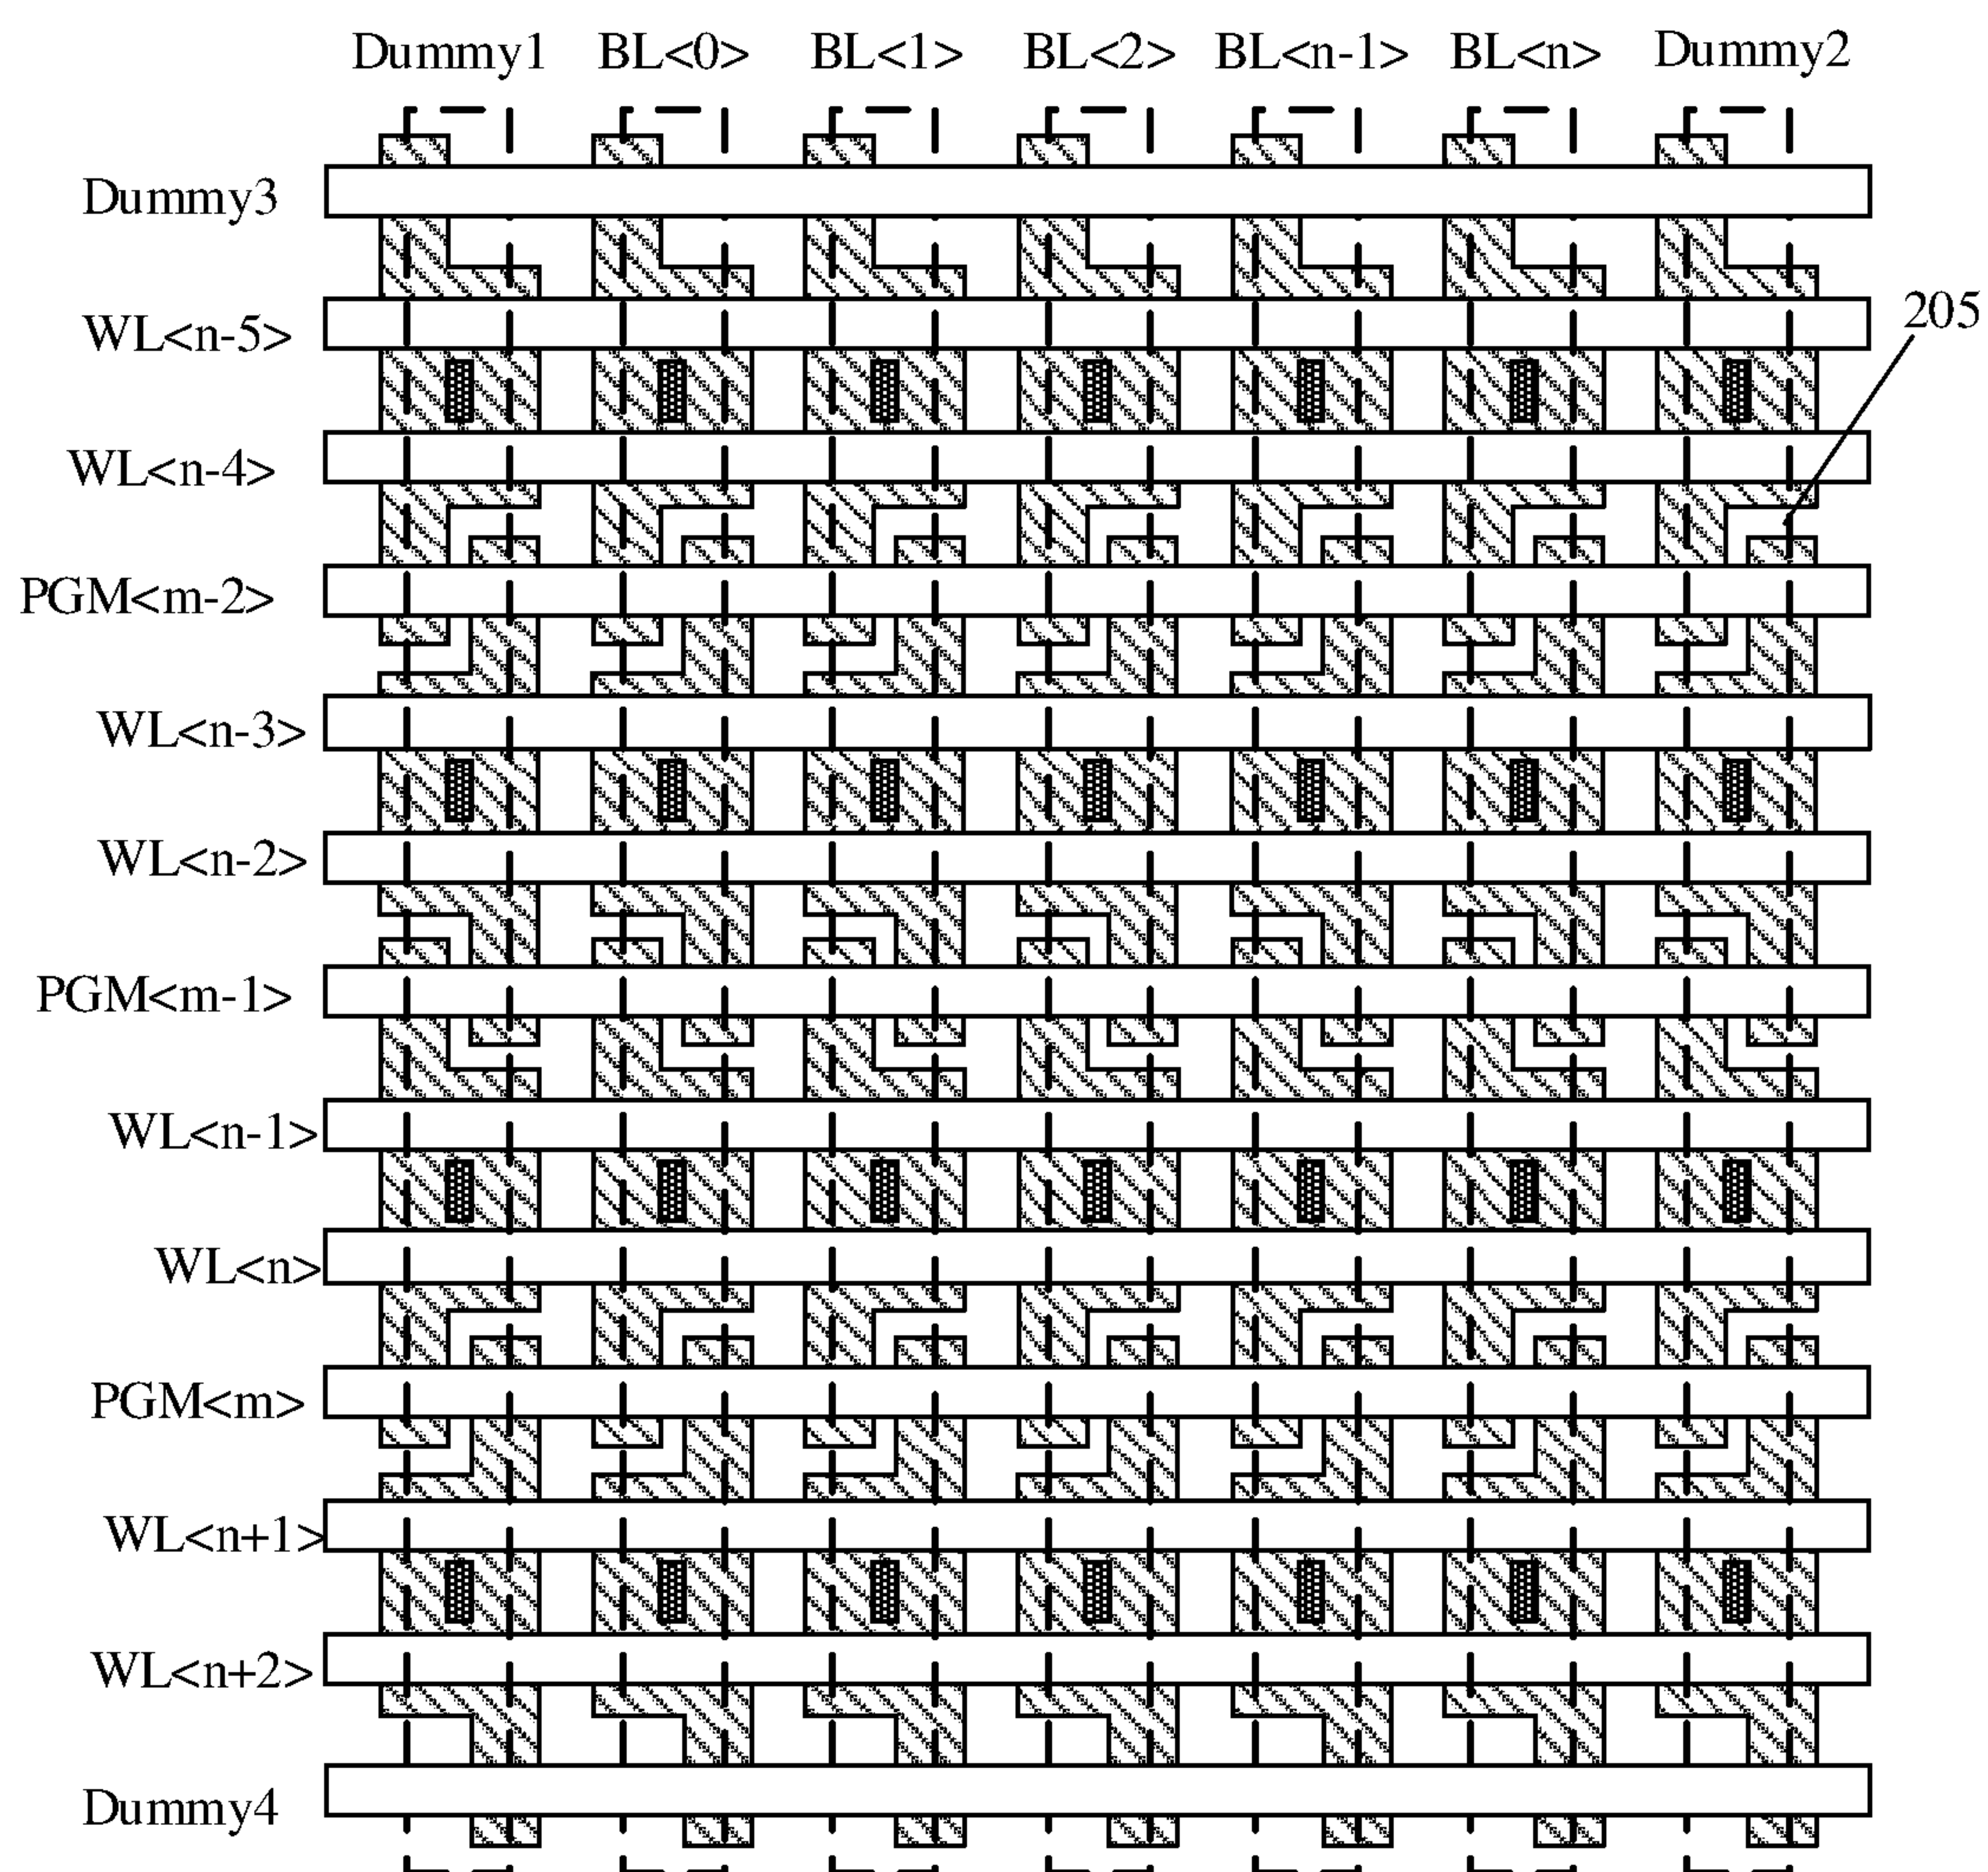 Dummy1 BL<0> BL<1> BL<2> BL<n-1> BL<n> Dummy2
Dummy3
205
WL<n-5>
WL<n-4>
PGM<m-2>
WL<n-3>
WL<n-2>
PGM<m-1>
WL<n-1>
WL<n>
PGM<m>
WL<n+1>
WL<n+2>
Dummy4